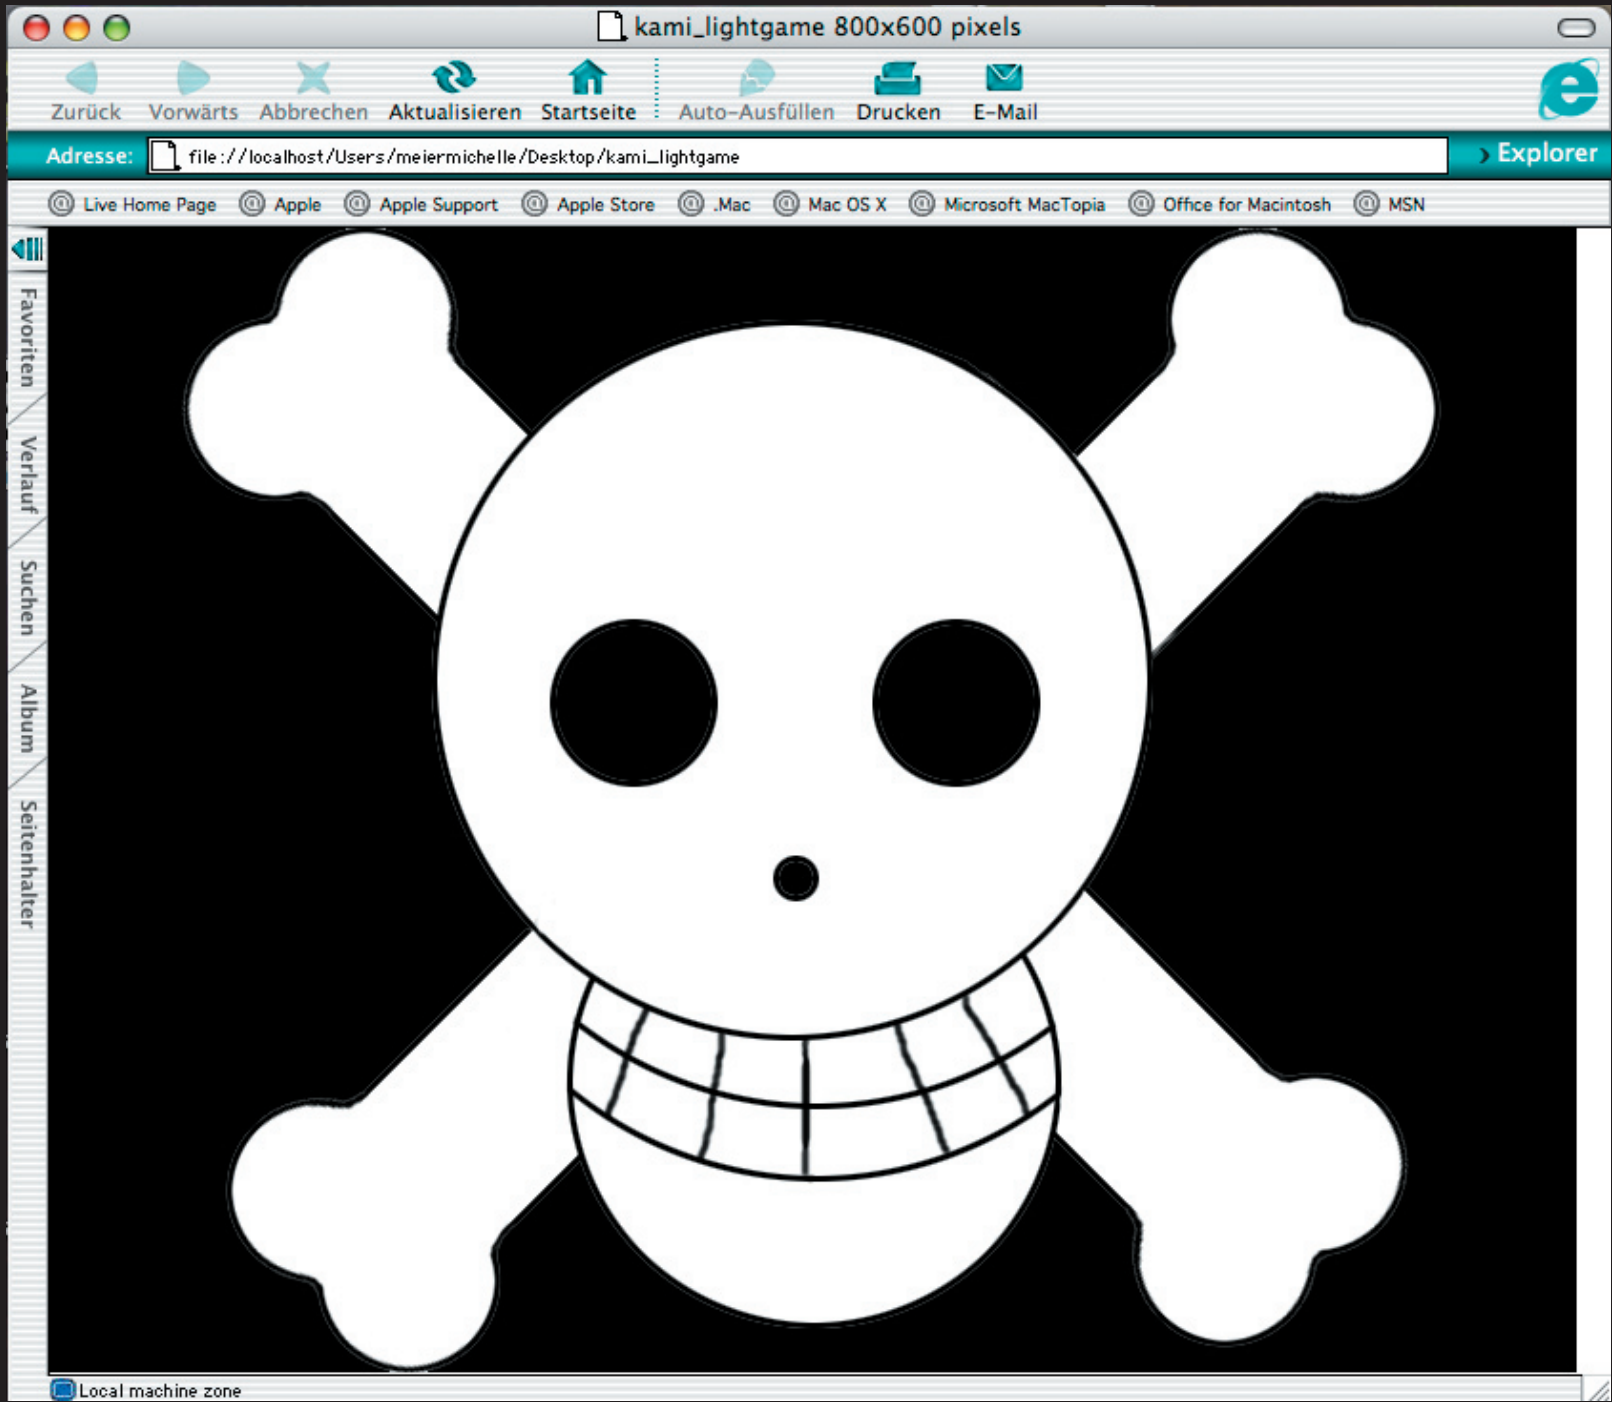 kami_lightgame 800x600 pixels
Zurück Vorwärts Abbrechen Aktualisieren Startseite Auto-Ausfüllen Drucken E-Mail
Adresse: file://localhost/Users/meiermichelle/Desktop/kami_lightgame › Explorer
@ Live Home Page @ Apple @ Apple Support @ Apple Store @ .Mac @ Mac OS X @ Microsoft MacTopia @ Office for Macintosh @ MSN
Favoriten
Verlauf
Suchen
Album
Seitenhalter
Local machine zone